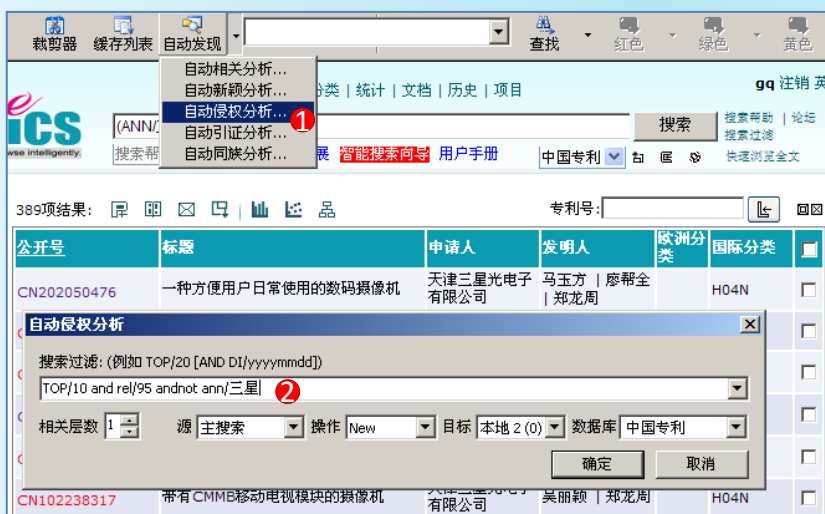 裁剪器 缓存列表 自动发现 查找 红色 绿色 黄色
自动相关分析...
自动新颖分析...
自动侵权分析... 1
自动引证分析...
自动同族分析...
分类 | 统计 | 文档 | 历史 | 项目
gq 注销 英
ics
wse intelligently.
(ANN/ 搜索 搜索帮助 | 论坛
搜索过滤
搜索帮 展 智能搜索向导 用户手册 中国专利 快速浏览全文
389项结果: 专利号:
公开号 标题 申请人 发明人 欧洲分类 国际分类
CN202050476 一种方便用户日常使用的数码摄像机 天津三星光电子有限公司 马玉方 | 廖帮全 | 郑龙周 H04N
自动侵权分析
搜索过滤: (例如 TOP/20 [AND DI/yyyymmdd])
TOP/10 and rel/95 andnot ann/三星 2
相关层数 1 源 主搜索 操作 New 目标 本地 2 (0) 数据库 中国专利
确定 取消
CN102238317 带有CMMB移动电视模块的摄像机 有限公司 吴丽颖 | 郑龙周 H04N